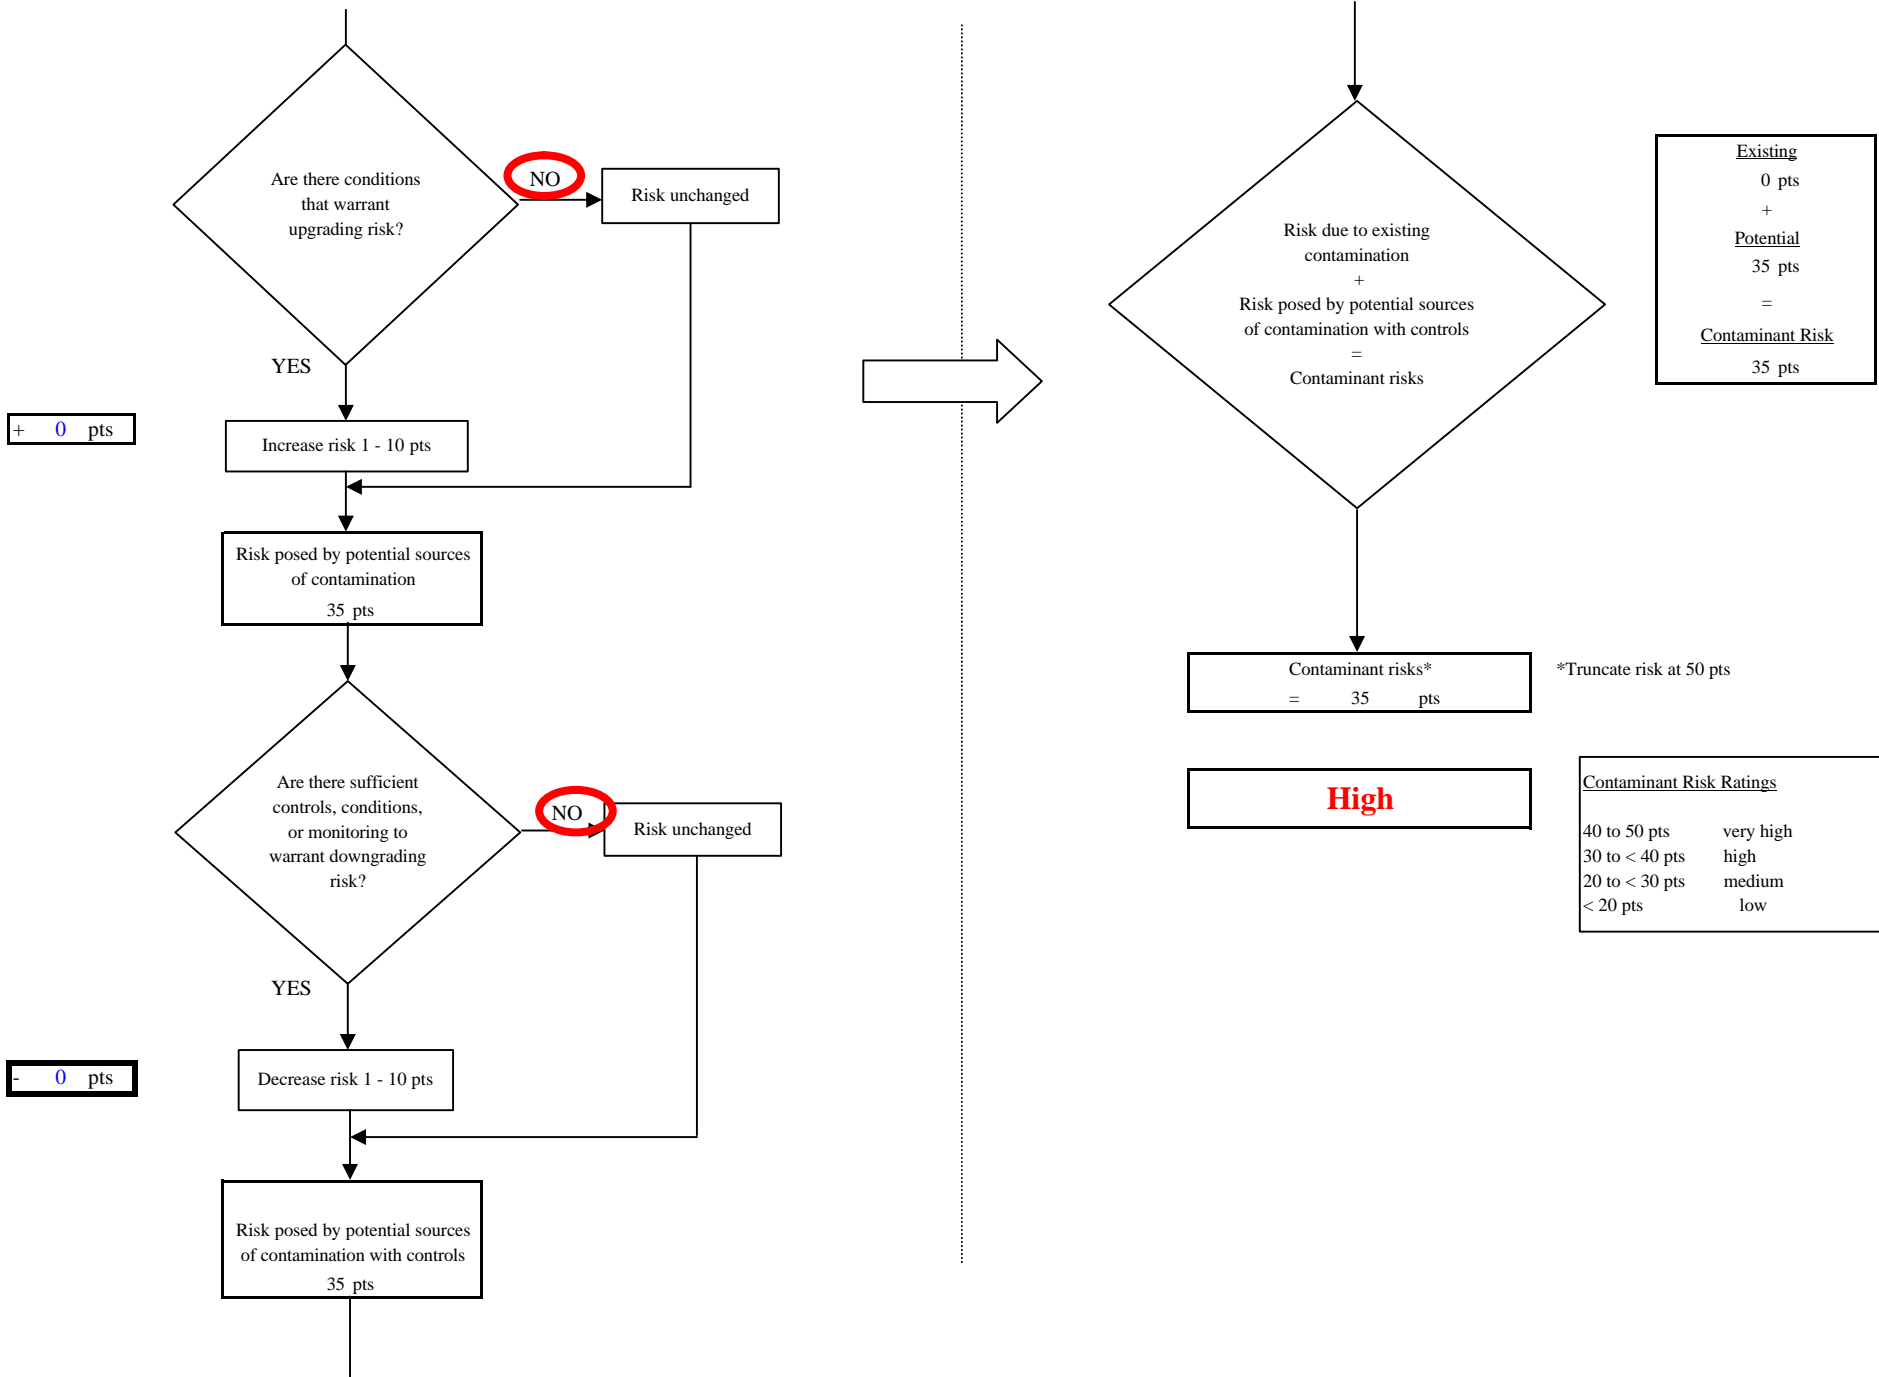 Are there conditions
that warrant
upgrading risk?
NO
Risk unchanged
YES
+ 0 pts
Increase risk 1 - 10 pts
Risk posed by potential sources
of contamination
35 pts
Are there sufficient
controls, conditions,
or monitoring to
warrant downgrading
risk?
NO
Risk unchanged
YES
- 0 pts
Decrease risk 1 - 10 pts
Risk posed by potential sources
of contamination with controls
35 pts
Risk due to existing
contamination
+
Risk posed by potential sources
of contamination with controls
=
Contaminant risks
Existing
0 pts
+
Potential
35 pts
=
Contaminant Risk
35 pts
Contaminant risks*
= 35 pts
*Truncate risk at 50 pts
High
Contaminant Risk Ratings
40 to 50 pts very high
30 to < 40 pts high
20 to < 30 pts medium
< 20 pts low